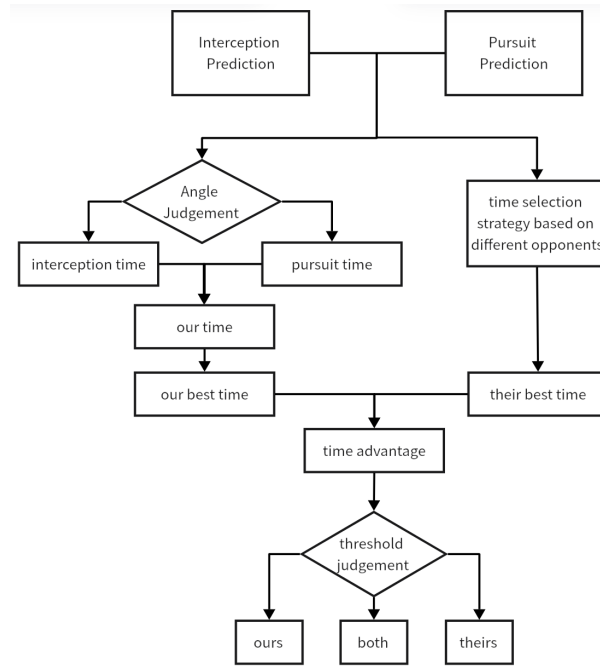 Interception
Prediction
Pursuit
Prediction
Angle
Judgement
time selection
strategy based on
different opponents
interception time
pursuit time
our time
our best time
their best time
time advantage
threshold
judgement
ours
both
theirs